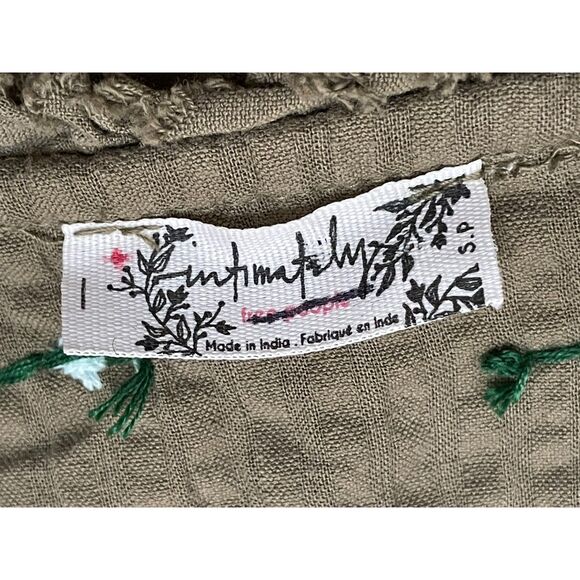 intimately
free people
Made in India . Fabriqué en Inde
S.P